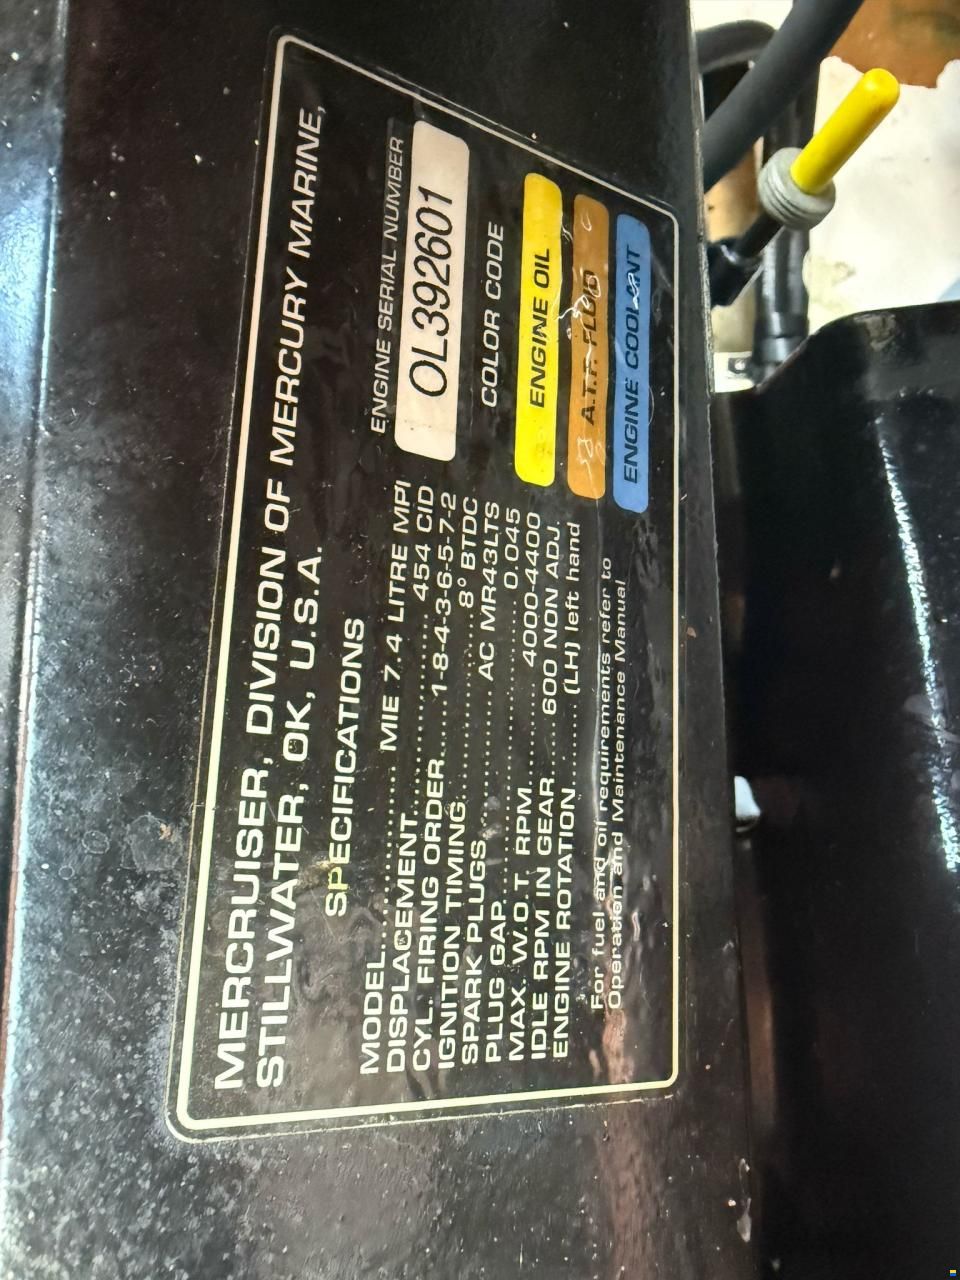 MERCRUISER, DIVISION OF MERCURY MARINE,
STILLWATER, OK, U.S.A.
SPECIFICATIONS
MODEL................ MIE 7.4 LITRE MPI
DISPLACEMENT................ 454 CID
CYL. FIRING ORDER....1-8-4-3-6-5-7-2
IGNITION TIMING................ 8° BTDC
SPARK PLUGS................ AC MR43LTS
PLUG GAP................ 0.045
MAX. W.O.T. RPM................ 4000-4400
IDLE RPM IN GEAR ..... 600 NON ADJ.
ENGINE ROTATION......... (LH) left hand
For fuel and oil requirements refer to
Operation and Maintenance Manual
ENGINE SERIAL NUMBER
OL392601
COLOR CODE
ENGINE OIL
A.T.F. FLUID
ENGINE COOLANT